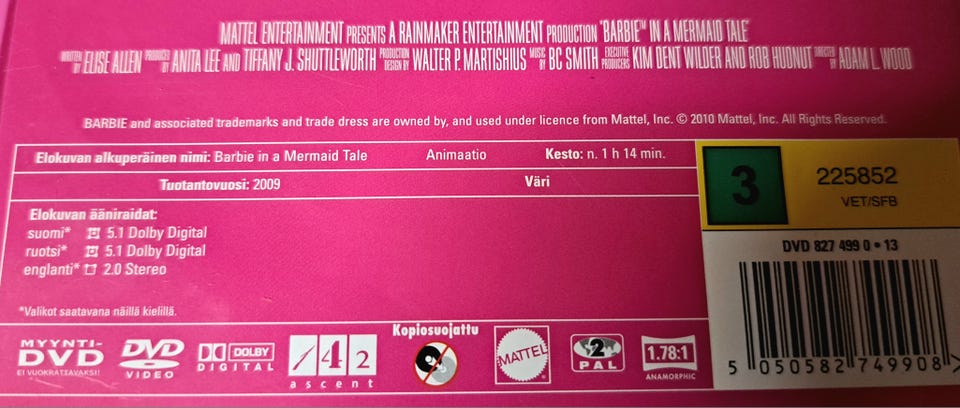 MATTEL ENTERTAINMENT PRESENTS A RAINMAKER ENTERTAINMENT PRODUCTION "BARBIE™ IN A MERMAID TALE"
WRITTEN BY ELISE ALLEN PRODUCED BY ANITA LEE AND TIFFANY J. SHUTTLEWORTH PRODUCTION DESIGN BY WALTER P. MARTISHIUS MUSIC BY BC SMITH EXECUTIVE PRODUCERS KIM DENT WILDER AND ROB HUDNUT DIRECTED BY ADAM L. WOOD
BARBIE and associated trademarks and trade dress are owned by, and used under licence from Mattel, Inc. © 2010 Mattel, Inc. All Rights Reserved.
Elokuvan alkuperäinen nimi: Barbie in a Mermaid Tale Animaatio Kesto: n. 1 h 14 min.
Tuotantovuosi: 2009 Väri
Elokuvan ääniraidat:
suomi* 5.1 Dolby Digital
ruotsi* 5.1 Dolby Digital
englanti* 2.0 Stereo
*Valikot saatavana näillä kielillä.
3
225852
VET/SFB
DVD 827 499 0 • 13
5 050582 749908 >
MYYNTI-
DVD
EI VUOKRATTAVAKSI!
DVD
VIDEO
DOLBY
DIGITAL
142
ascent
Kopiosuojattu
MATTEL
2
PAL
1.78:1
ANAMORPHIC